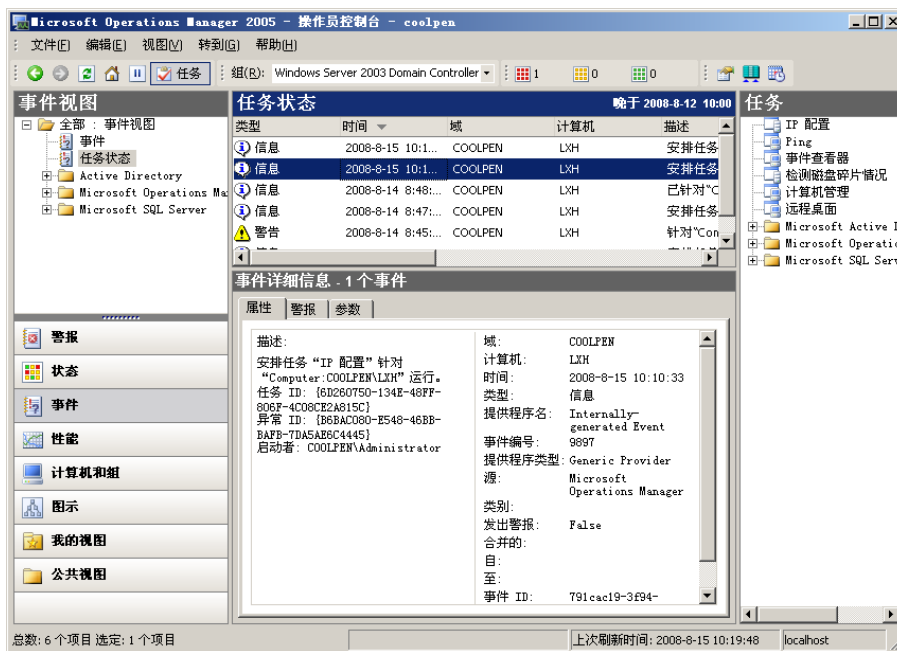 Microsoft Operations Manager 2005 - 操作员控制台 - coolpen
文件(F) 编辑(E) 视图(V) 转到(G) 帮助(H)
任务 组(R): Windows Server 2003 Domain Controller 1 0 0
事件视图
全部 : 事件视图
事件
任务状态
Active Directory
Microsoft Operations Ma
Microsoft SQL Server
警报
状态
事件
性能
计算机和组
图示
我的视图
公共视图
任务状态 晚于 2008-8-12 10:00
类型 时间 域 计算机 描述
信息 2008-8-15 10:1... COOLPEN LXH 安排任务
信息 2008-8-15 10:1... COOLPEN LXH 安排任务
信息 2008-8-14 8:48:... COOLPEN LXH 已针对"C
信息 2008-8-14 8:47:... COOLPEN LXH 安排任务
警告 2008-8-14 8:45:... COOLPEN LXH 针对"Con
事件详细信息 - 1 个事件
属性 警报 参数
描述:
安排任务 “IP 配置” 针对
“Computer:COOLPEN\LXH” 运行。
任务 ID: {6D260750-134E-48FF-
806F-4C08CE2A815C}
异常 ID: {B6BAC080-E548-46BB-
BAFB-7DA5AE6C4445}
启动者: COOLPEN\Administrator
域: COOLPEN
计算机: LXH
时间: 2008-8-15 10:10:33
类型: 信息
提供程序名: Internally-
generated Event
事件编号: 9897
提供程序类型: Generic Provider
源: Microsoft
Operations Manager
类别:
发出警报: False
合并的:
自:
至:
事件 ID: 791cac19-3f94-
任务
IP 配置
Ping
事件查看器
检测磁盘碎片情况
计算机管理
远程桌面
Microsoft Active D
Microsoft Operatio
Microsoft SQL Serv
总数: 6 个项目 选定: 1 个项目 上次刷新时间: 2008-8-15 10:19:48 localhost